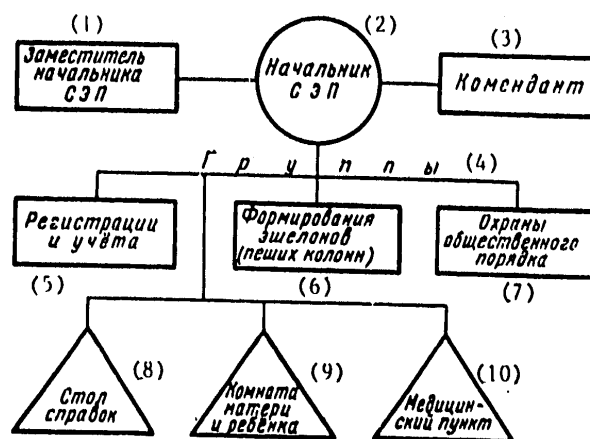 (1)
(2)
(3)
Заместитель
начальника
СЭП
Начальник
СЭП
Комендант
Группы (4)
Регистрации
и учёта
Формирования
эшелонов
(пеших колонн)
Охраны
общественного
порядка
(5)
(6)
(7)
(8)
(9)
(10)
Стол
справок
Комната
матери
и ребёнка
Медицин-
ский пункт